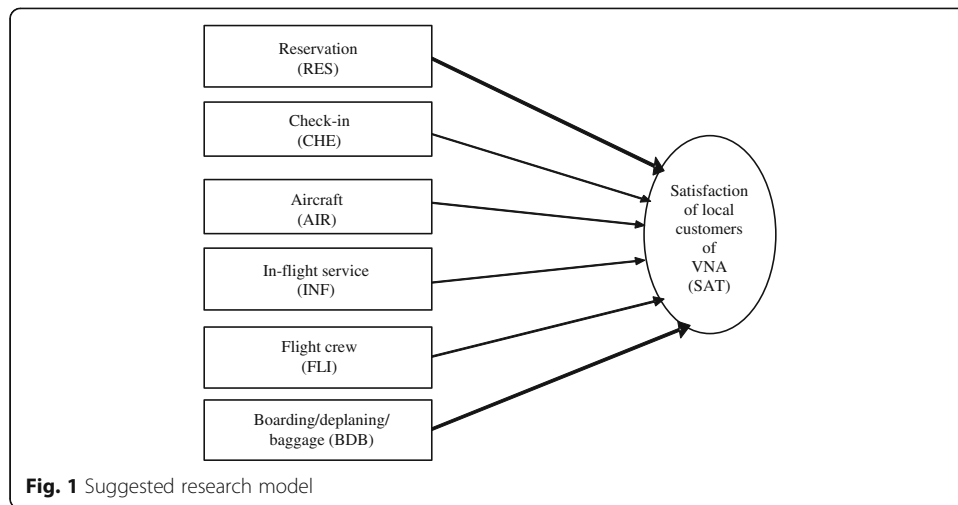 Reservation
(RES)
Check-in
(CHE)
Aircraft
(AIR)
In-flight service
(INF)
Flight crew
(FLI)
Boarding/deplaning/
baggage (BDB)
Satisfaction
of local
customers
of
VNA
(SAT)
Fig. 1 Suggested research model